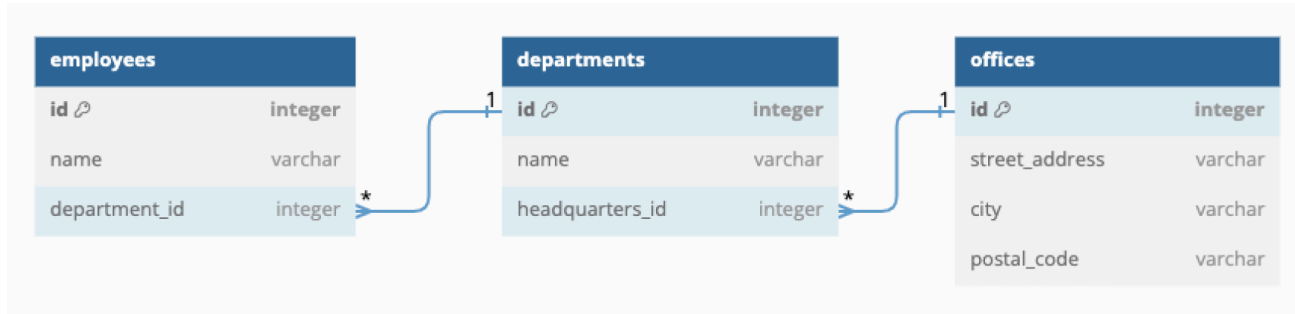 employees
id integer
name varchar
department_id integer
*
1
departments
id integer
name varchar
headquarters_id integer
*
1
offices
id integer
street_address varchar
city varchar
postal_code varchar